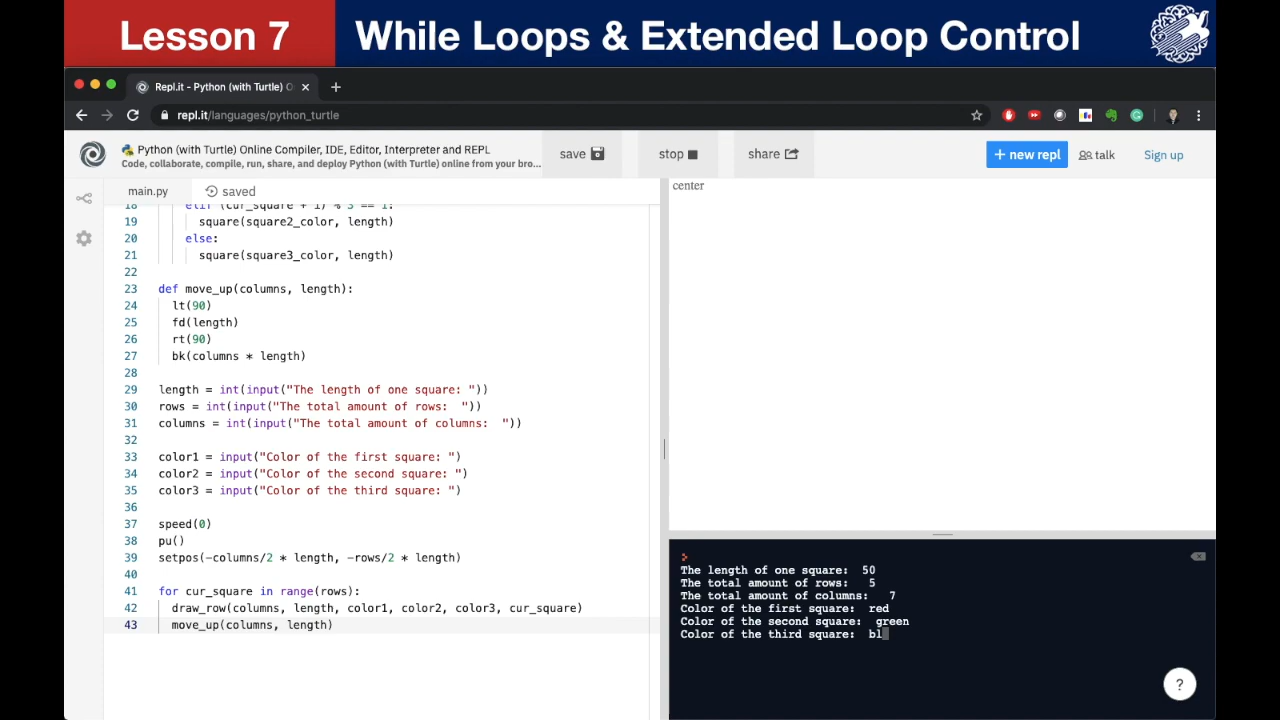 Lesson 7
While Loops & Extended Loop Control
Repl.it - Python (with Turtle) O
repl.it/languages/python_turtle
Python (with Turtle) Online Compiler, IDE, Editor, Interpreter and REPL
Code, collaborate, compile, run, share, and deploy Python (with Turtle) online from your bro...
save
stop
share
+ new repl
talk
Sign up
main.py
saved
18 elif (cur_square + 1) % 3 == 1:
19 square(square2_color, length)
20 else:
21 square(square3_color, length)
22
23 def move_up(columns, length):
24 lt(90)
25 fd(length)
26 rt(90)
27 bk(columns * length)
28
29 length = int(input("The length of one square: "))
30 rows = int(input("The total amount of rows:  "))
31 columns = int(input("The total amount of columns:  "))
32
33 color1 = input("Color of the first square: ")
34 color2 = input("Color of the second square: ")
35 color3 = input("Color of the third square: ")
36
37 speed(0)
38 pu()
39 setpos(-columns/2 * length, -rows/2 * length)
40
41 for cur_square in range(rows):
42 draw_row(columns, length, color1, color2, color3, cur_square)
43 move_up(columns, length)
center
The length of one square:  50
The total amount of rows:   5
The total amount of columns:   7
Color of the first square:  red
Color of the second square:  green
Color of the third square:  bl
?